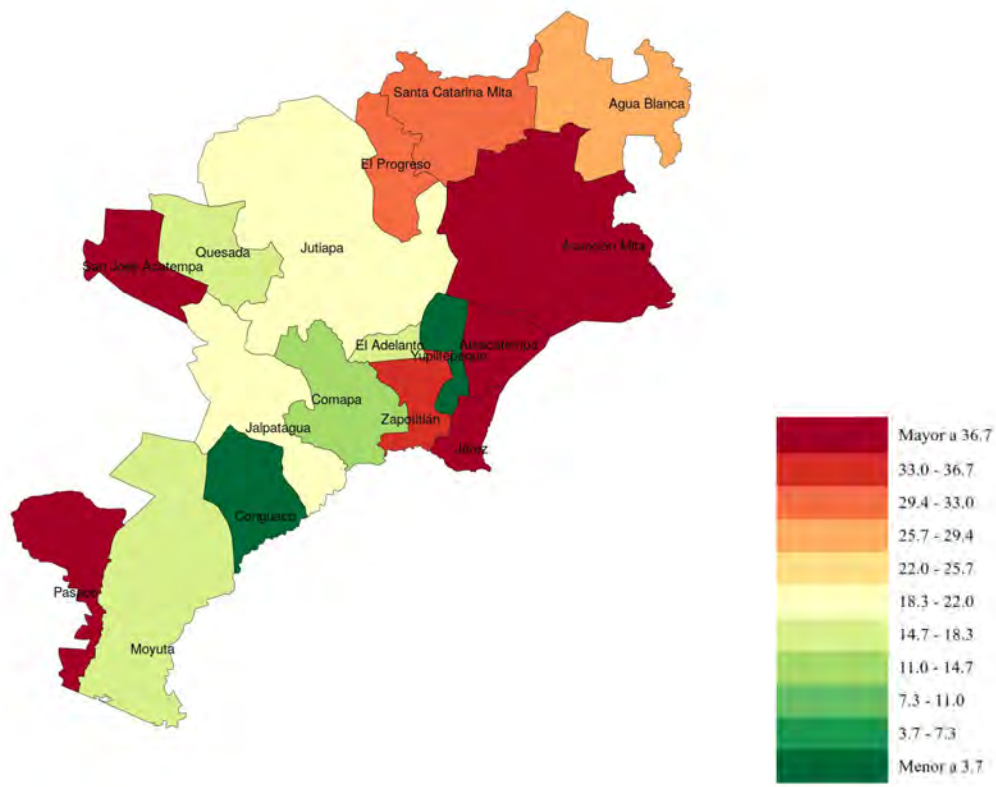 Santa Catarina Mita
Agua Blanca
El Progreso
Asunción Mita
Jutiapa
Quesada
San José Acatempa
El Adelanto
Atescatempa
Yupiltepeque
Comapa
Zapotitlán
Jalpatagua
Jerez
Conguaco
Pasaco
Moyuta
Mayor a 36.7
33.0 - 36.7
29.4 - 33.0
25.7 - 29.4
22.0 - 25.7
18.3 - 22.0
14.7 - 18.3
11.0 - 14.7
7.3 - 11.0
3.7 - 7.3
Menor a 3.7